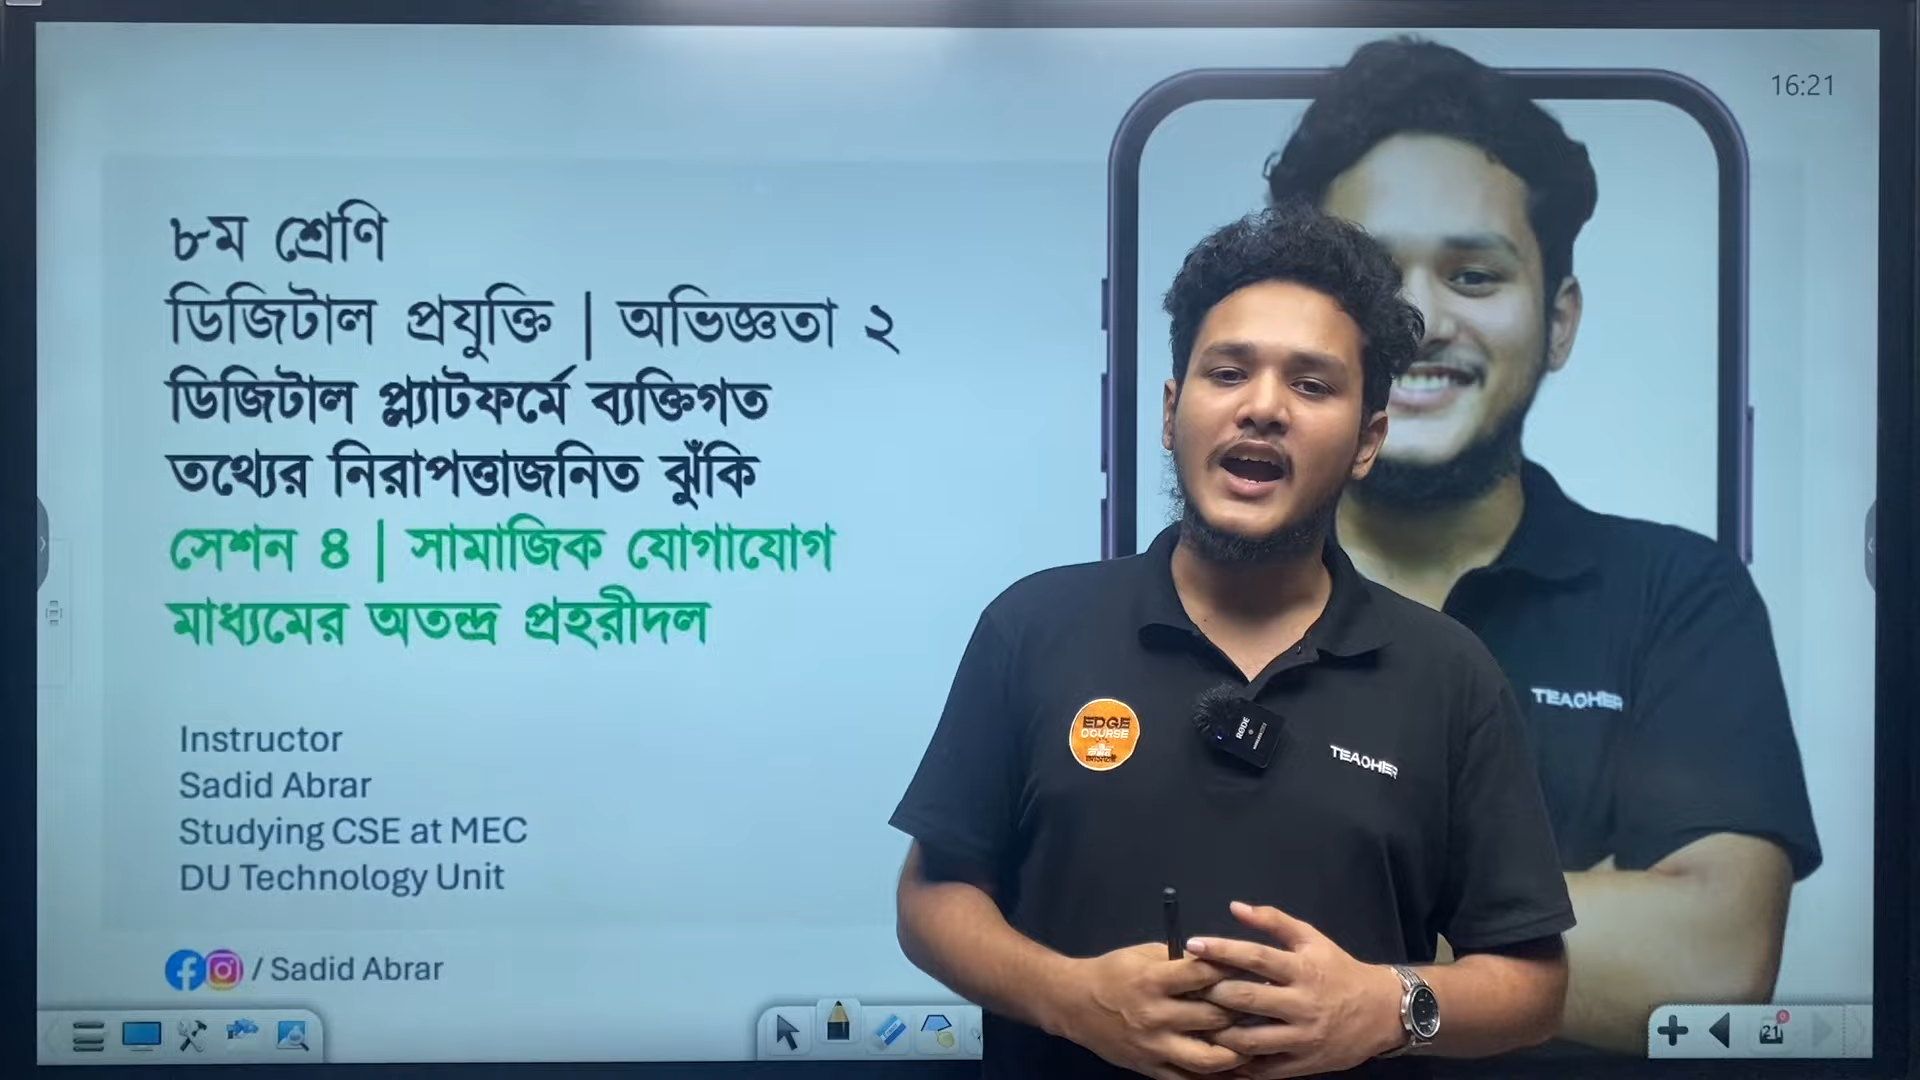 16:21
৮ম শ্রেণি
ডিজিটাল প্রযুক্তি | অভিজ্ঞতা ২
ডিজিটাল প্ল্যাটফর্মে ব্যক্তিগত
তথ্যের নিরাপত্তাজনিত ঝুঁকি
সেশন ৪ | সামাজিক যোগাযোগ
মাধ্যমের অতন্দ্র প্রহরীদল
Instructor
Sadid Abrar
Studying CSE at MEC
DU Technology Unit
/ Sadid Abrar
TEACHER
EDGE
COURSE
RØDE
TEACHER
21